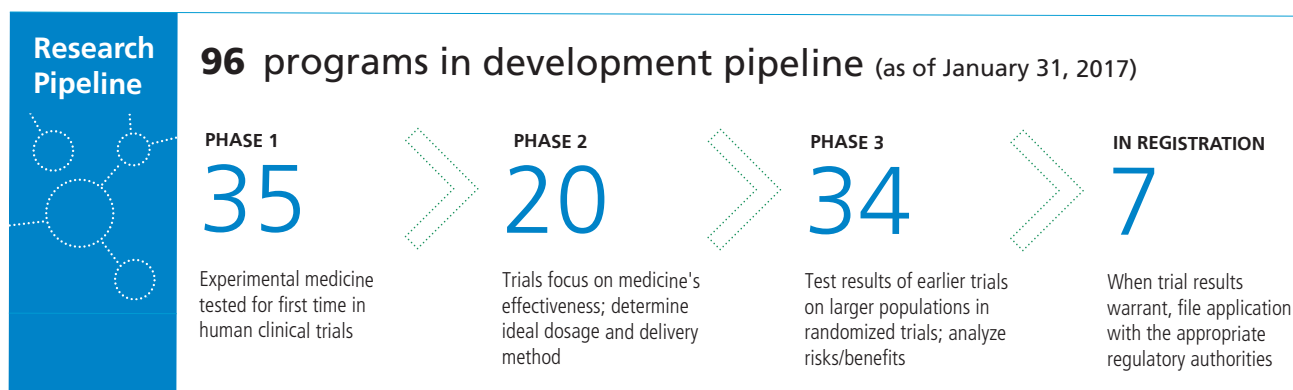 Research
Pipeline
96 programs in development pipeline (as of January 31, 2017)
PHASE 1
35
Experimental medicine
tested for first time in
human clinical trials
PHASE 2
20
Trials focus on medicine's
effectiveness; determine
ideal dosage and delivery
method
PHASE 3
34
Test results of earlier trials
on larger populations in
randomized trials; analyze
risks/benefits
IN REGISTRATION
7
When trial results
warrant, file application
with the appropriate
regulatory authorities